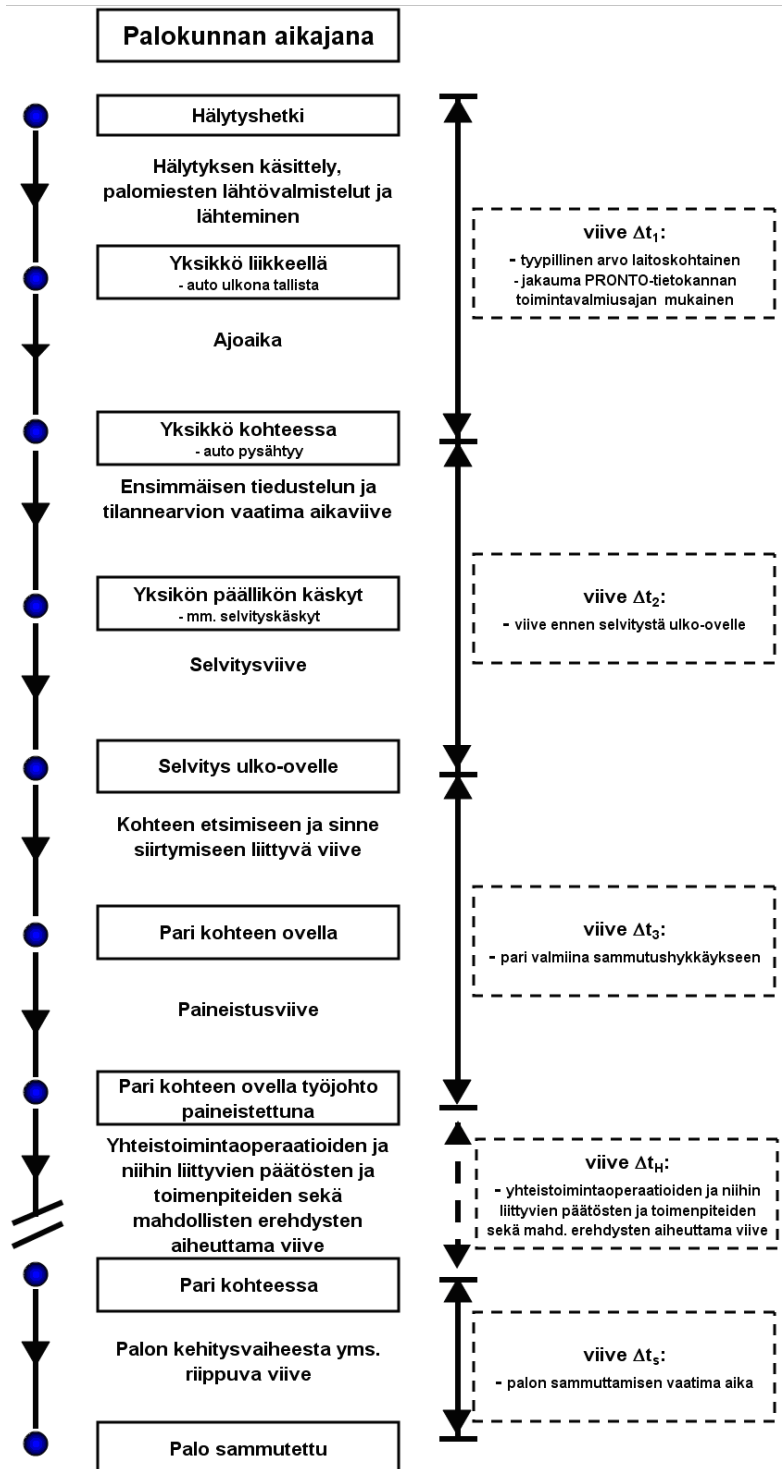 Palokunnan aikajana
Hälytyshetki
Hälytyksen käsittely,
palomiesten lähtövalmistelut ja
lähteminen
Yksikkö liikkeellä
- auto ulkona tallista
Ajoaika
Yksikkö kohteessa
- auto pysähtyy
Ensimmäisen tiedustelun ja
tilannearvion vaatima aikaviive
Yksikön päällikön käskyt
- mm. selvityskäskyt
Selvitysviive
Selvitys ulko-ovelle
Kohteen etsimiseen ja sinne
siirtymiseen liittyvä viive
Pari kohteen ovella
Paineistusviive
Pari kohteen ovella työjohto
paineistettuna
Yhteistoimintaoperaatioiden ja
niihin liittyvien päätösten ja
toimenpiteiden sekä
mahdollisten erehdysten
aiheuttama viive
Pari kohteessa
Palon kehitysvaiheesta yms.
riippuva viive
Palo sammutettu
viive Δt₁:
- tyypillinen arvo laitoskohtainen
- jakauma PRONTO-tietokannan
toimintavalmiusajan mukainen
viive Δt₂:
- viive ennen selvitystä ulko-ovelle
viive Δt₃:
- pari valmiina sammutushykkäykseen
viive Δt_H:
- yhteistoimintaoperaatioiden ja niihin
liittyvien päätösten ja toimenpiteiden
sekä mahd. erehdysten aiheuttama viive
viive Δtₛ:
- palon sammuttamisen vaatima aika